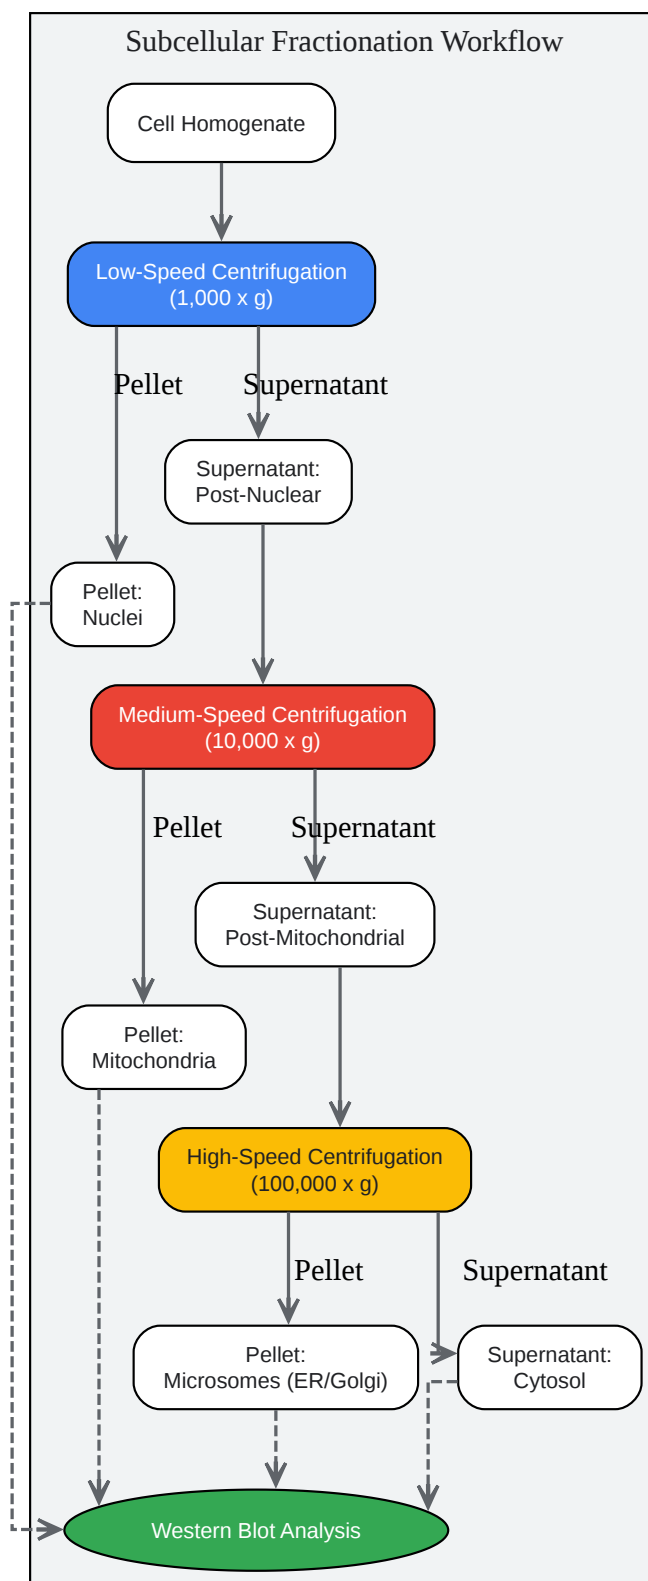 Subcellular Fractionation Workflow
Cell Homogenate
Low-Speed Centrifugation
(1,000 x g)
Pellet
Supernatant
Supernatant:
Post-Nuclear
Pellet:
Nuclei
Medium-Speed Centrifugation
(10,000 x g)
Pellet
Supernatant
Supernatant:
Post-Mitochondrial
Pellet:
Mitochondria
High-Speed Centrifugation
(100,000 x g)
Pellet
Supernatant
Pellet:
Microsomes (ER/Golgi)
Supernatant:
Cytosol
Western Blot Analysis